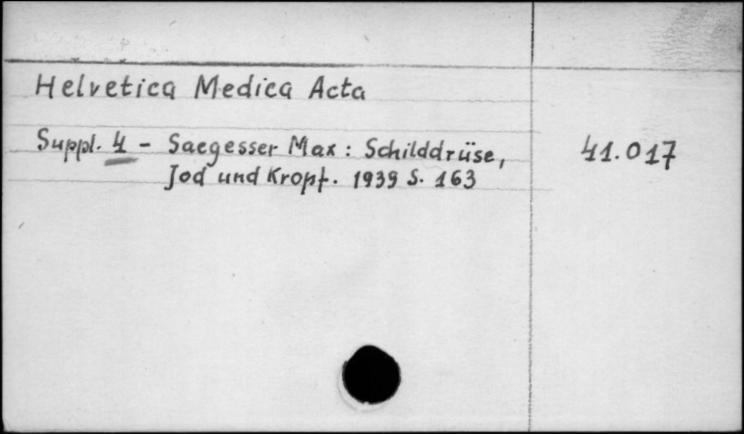 Helvetica Medica Acta
Suppl. 4 - Saegesser Max: Schilddrüse, 41.017
Jod und Kropf. 1939 S. 163